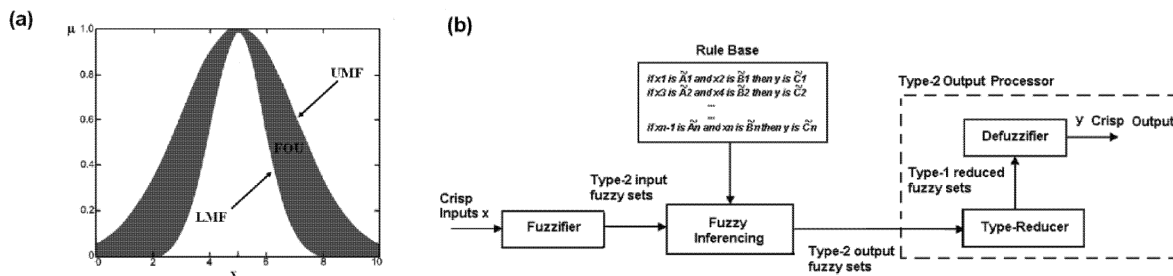 (a)
μ
1.0
0.8
0.6
0.4
0.2
0
2
4
6
8
10
x
UMF
FOU
LMF
(b)
Rule Base
if x1 is Ã1 and x2 is B̃1 then y is C̃1
if x3 is Ã2 and x4 is B̃2 then y is C̃2
...
...
if xn-1 is Ãn and xn is B̃n then y is C̃n
Type-2 Output Processor
Defuzzifier
y Crisp Output
Type-1 reduced
fuzzy sets
Type-2 input
fuzzy sets
Crisp
Inputs x
Fuzzifier
Fuzzy
Inferencing
Type-Reducer
Type-2 output
fuzzy sets